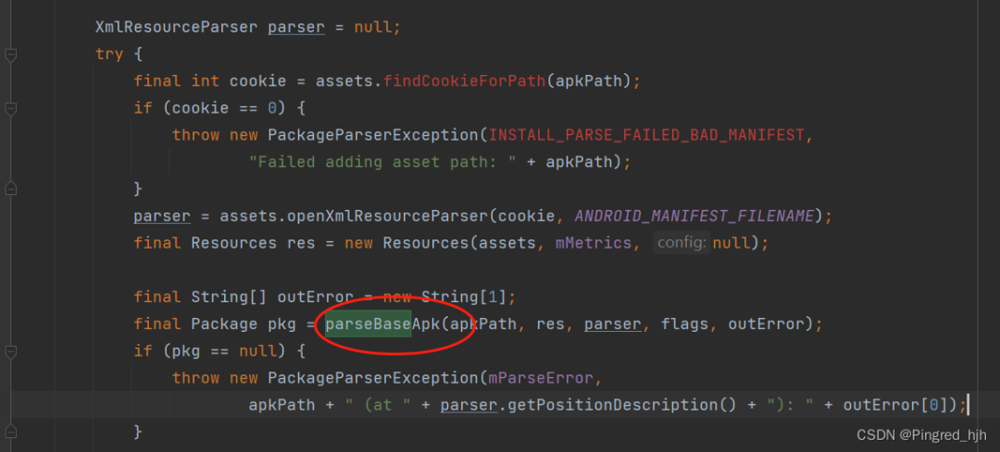 XmlResourceParser parser = null;
try {
final int cookie = assets.findCookieForPath(apkPath);
if (cookie == 0) {
throw new PackageParserException(INSTALL_PARSE_FAILED_BAD_MANIFEST,
"Failed adding asset path: " + apkPath);
}
parser = assets.openXmlResourceParser(cookie, ANDROID_MANIFEST_FILENAME);
final Resources res = new Resources(assets, mMetrics, config: null);
final String[] outError = new String[1];
final Package pkg = parseBaseApk(apkPath, res, parser, flags, outError);
if (pkg == null) {
throw new PackageParserException(mParseError,
apkPath + " (at " + parser.getPositionDescription() + "): " + outError[0]);
}
CSDN @Pingred_hjh